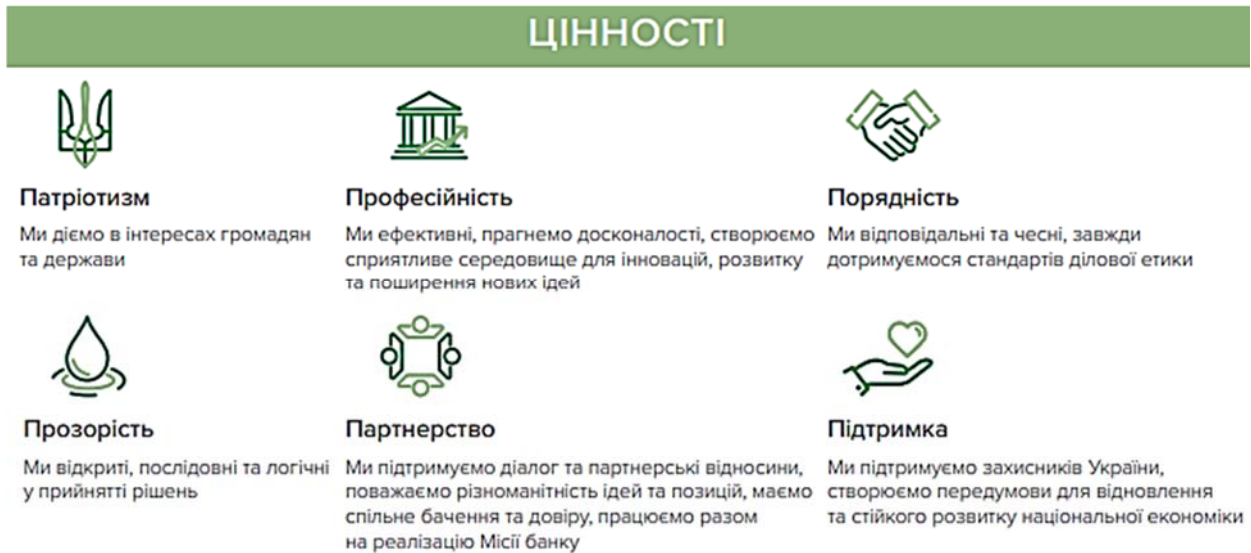 ЦІННОСТІ
Патріотизм
Ми діємо в інтересах громадян
та держави
Професійність
Ми ефективні, прагнемо досконалості, створюємо
сприятливе середовище для інновацій, розвитку
та поширення нових ідей
Порядність
Ми відповідальні та чесні, завжди
дотримуємося стандартів ділової етики
Прозорість
Ми відкриті, послідовні та логічні
у прийнятті рішень
Партнерство
Ми підтримуємо діалог та партнерські відносини,
поважаємо різноманітність ідей та позицій, маємо
спільне бачення та довіру, працюємо разом
на реалізацію Місії банку
Підтримка
Ми підтримуємо захисників України,
створюємо передумови для відновлення
та стійкого розвитку національної економіки